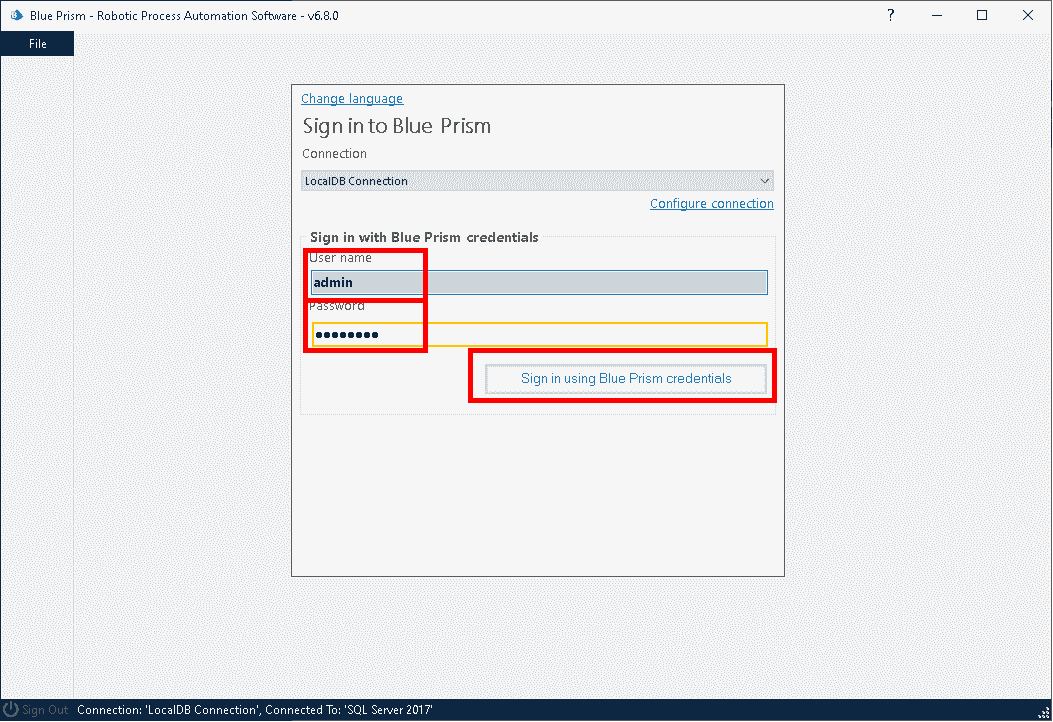 Blue Prism - Robotic Process Automation Software - v6.8.0
File
Change language
Sign in to Blue Prism
Connection
LocalDB Connection
Configure connection
Sign in with Blue Prism credentials
User name
admin
Password
••••••••
Sign in using Blue Prism credentials
Sign Out Connection: 'LocalDB Connection', Connected To: 'SQL Server 2017'